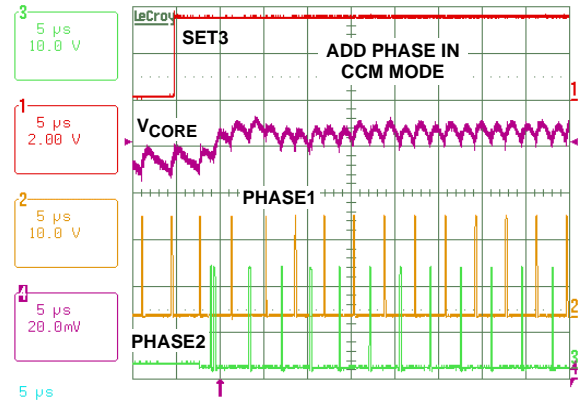 3
5 µs
10.0 V
LeCroy
SET3
ADD PHASE IN
CCM MODE
1
1
5 µs
2.00 V
VCORE
2
5 µs
10.0 V
PHASE1
2
4
5 µs
20.0mV
PHASE2
3
4
5 µs